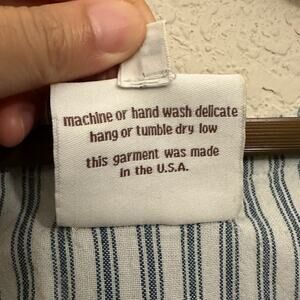 machine or hand wash delicate
hang or tumble dry low
this garment was made
in the U.S.A.